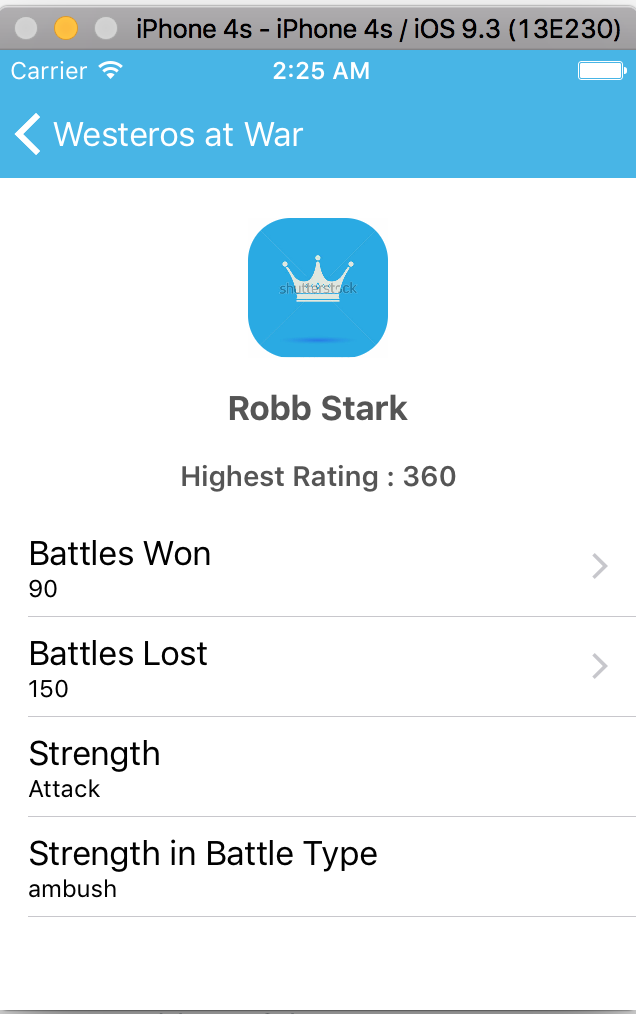 iPhone 4s - iPhone 4s / iOS 9.3 (13E230)
Carrier 2:25 AM
Westeros at War
shutterstock
Robb Stark
Highest Rating : 360
Battles Won
90
Battles Lost
150
Strength
Attack
Strength in Battle Type
ambush